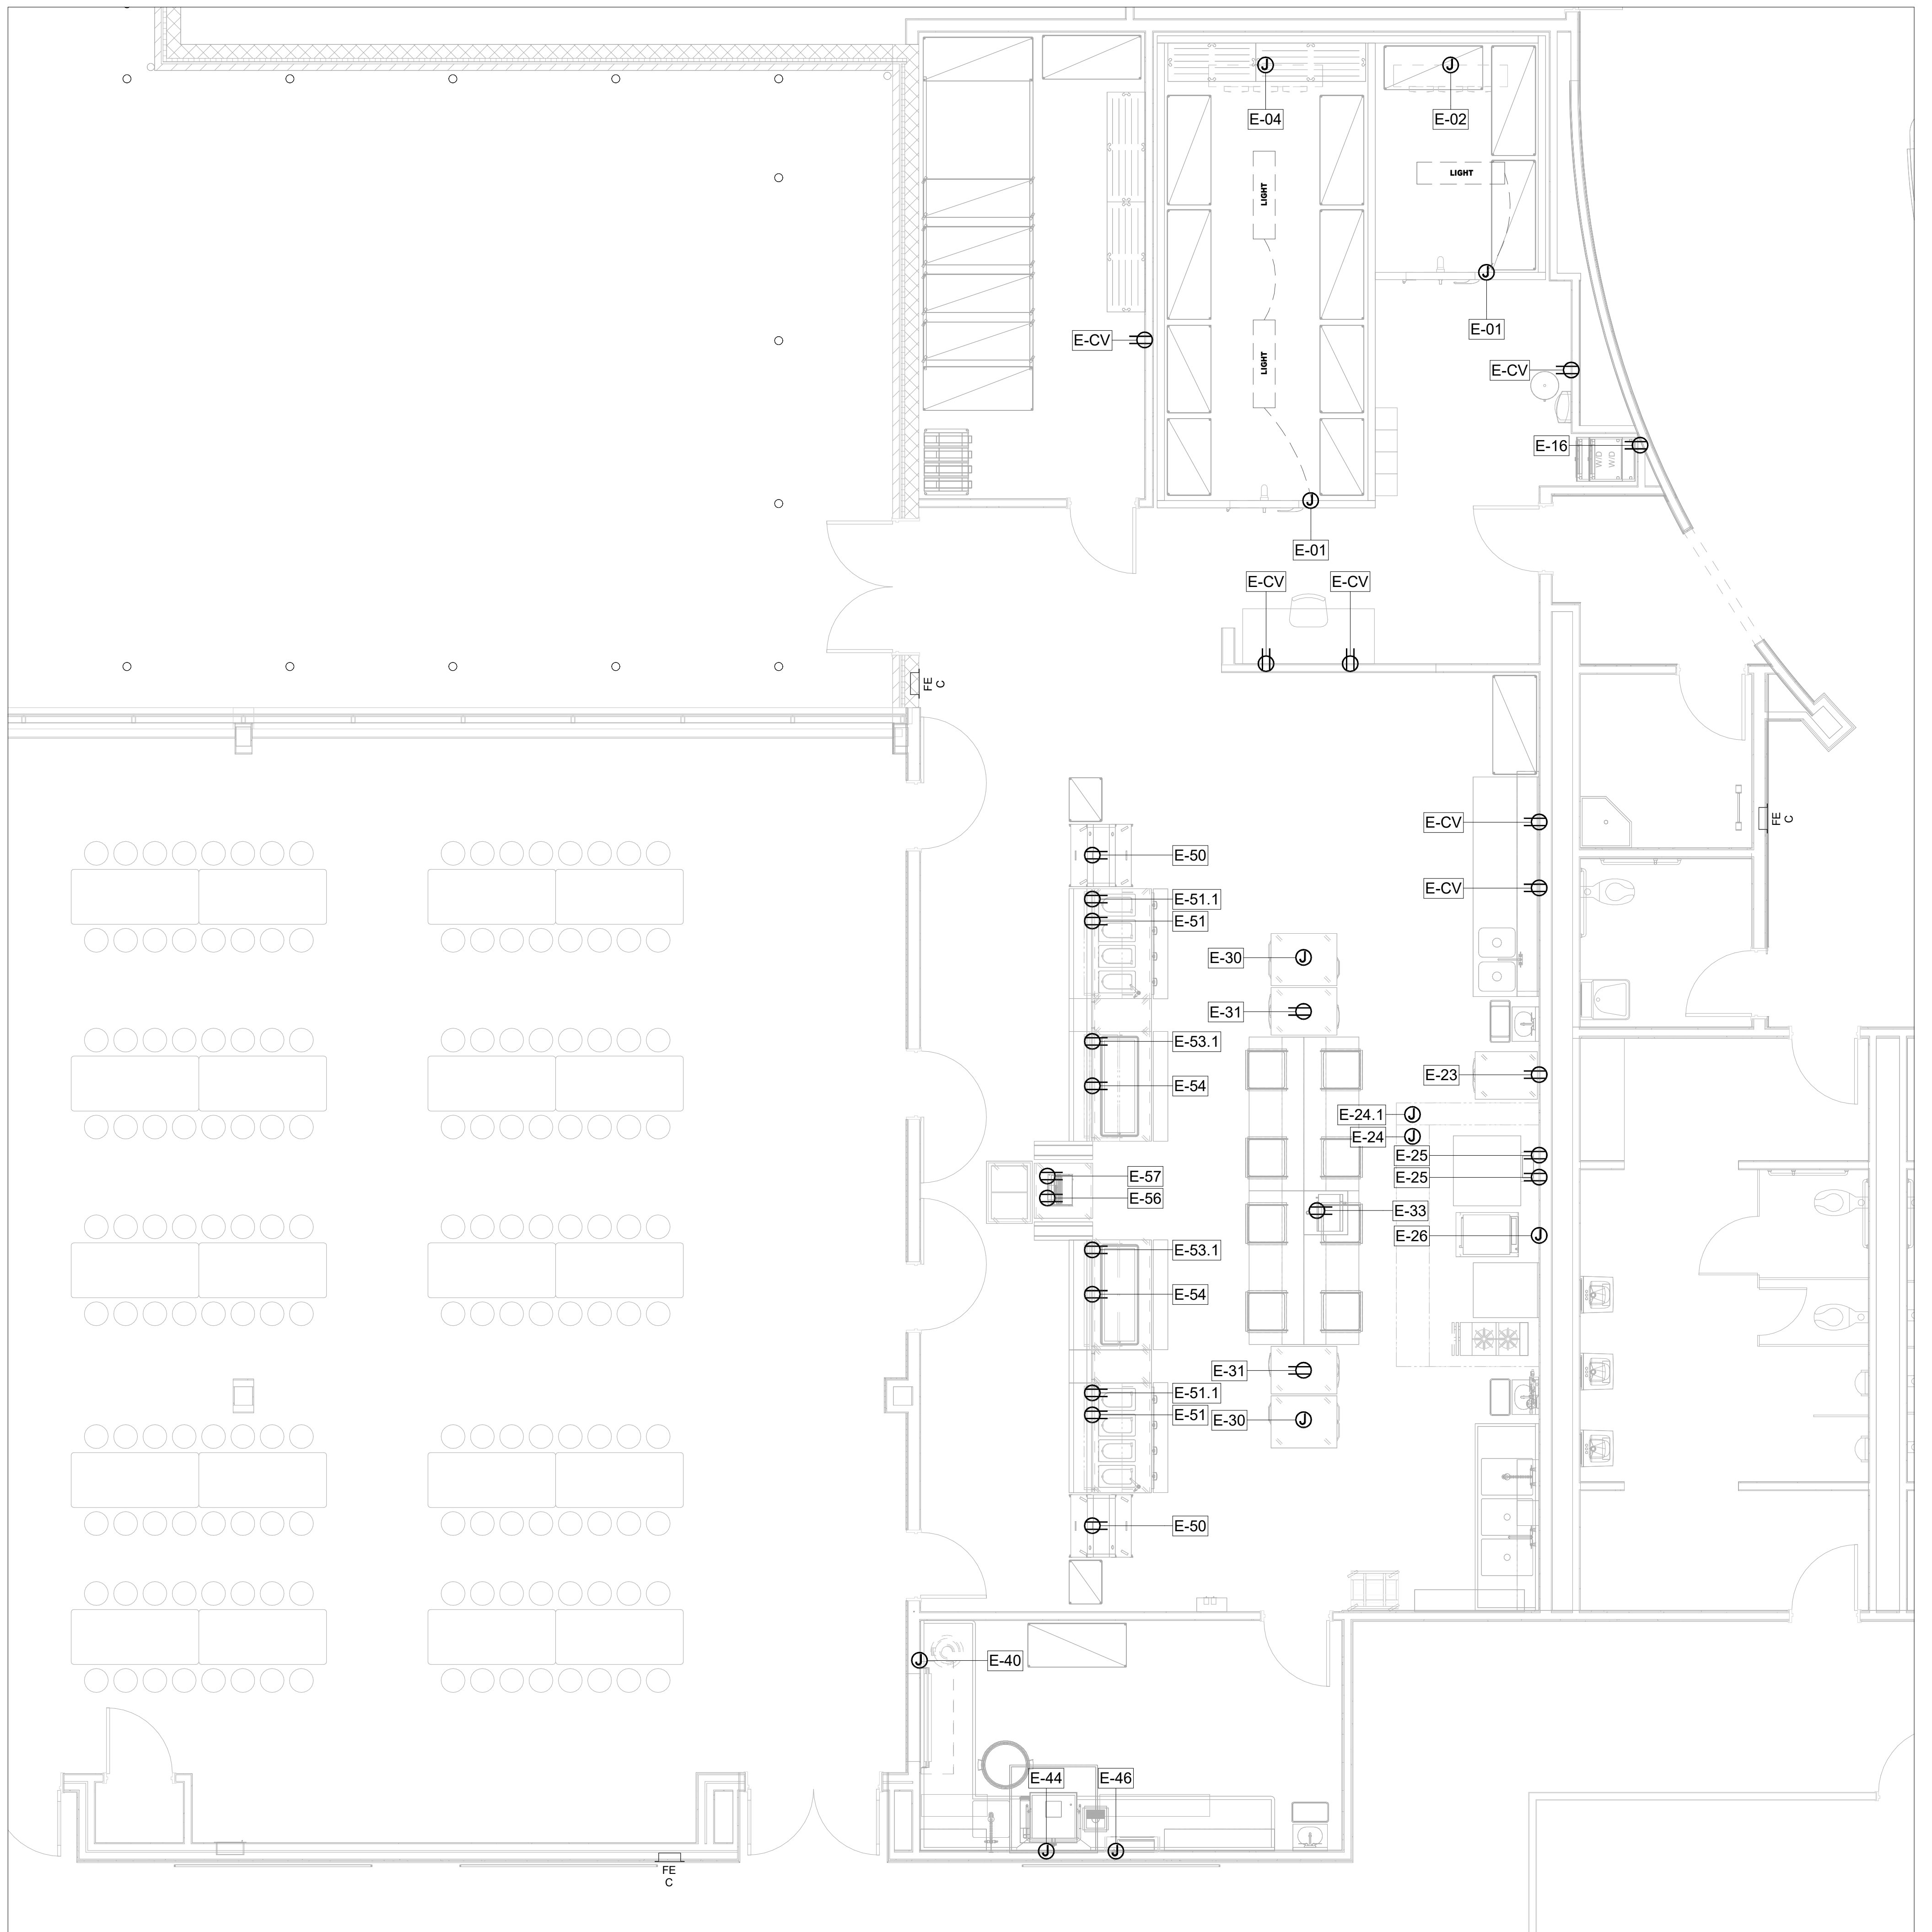 E-04
E-02
LIGHT
LIGHT
E-01
E-CV
LIGHT
E-CV
E-16
W/D
W/D
E-01
E-CV
E-CV
FE
C
E-CV
FE
C
E-50
E-CV
E-51.1
E-51
E-30
E-31
E-53.1
E-23
E-54
E-24.1
E-24
E-25
E-57
E-25
E-56
E-33
E-26
E-53.1
E-54
E-31
E-51.1
E-51
E-30
E-50
E-40
E-44
E-46
FE
C
J
J
J
J
J
J
J
J
J
J
J
J